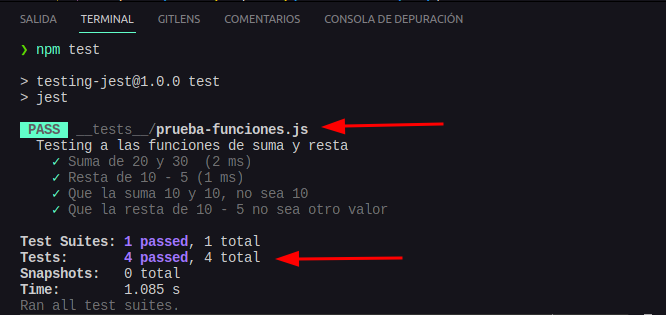 SALIDA TERMINAL GITLENS COMENTARIOS CONSOLA DE DEPURACIÓN
❯ npm test
> testing-jest@1.0.0 test
> jest
PASS __tests__/prueba-funciones.js
Testing a las funciones de suma y resta
✓ Suma de 20 y 30 (2 ms)
✓ Resta de 10 - 5 (1 ms)
✓ Que la suma 10 y 10, no sea 10
✓ Que la resta de 10 - 5 no sea otro valor
Test Suites: 1 passed, 1 total
Tests: 4 passed, 4 total
Snapshots: 0 total
Time: 1.085 s
Ran all test suites.